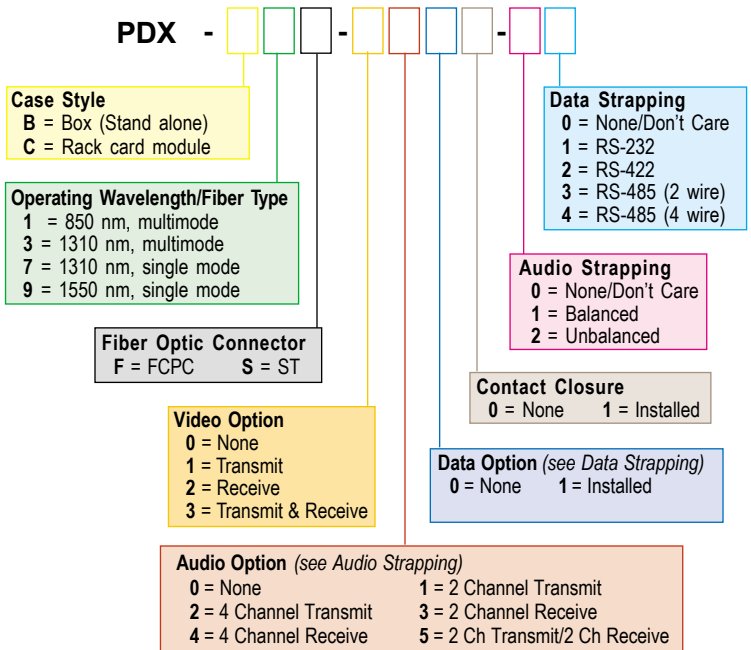 PDX - - -
Case Style
B = Box (Stand alone)
C = Rack card module
Operating Wavelength/Fiber Type
1 = 850 nm, multimode
3 = 1310 nm, multimode
7 = 1310 nm, single mode
9 = 1550 nm, single mode
Fiber Optic Connector
F = FCPC S = ST
Video Option
0 = None
1 = Transmit
2 = Receive
3 = Transmit & Receive
Audio Option (see Audio Strapping)
0 = None 1 = 2 Channel Transmit
2 = 4 Channel Transmit 3 = 2 Channel Receive
4 = 4 Channel Receive 5 = 2 Ch Transmit/2 Ch Receive
Data Option (see Data Strapping)
0 = None 1 = Installed
Contact Closure
0 = None 1 = Installed
Audio Strapping
0 = None/Don't Care
1 = Balanced
2 = Unbalanced
Data Strapping
0 = None/Don't Care
1 = RS-232
2 = RS-422
3 = RS-485 (2 wire)
4 = RS-485 (4 wire)